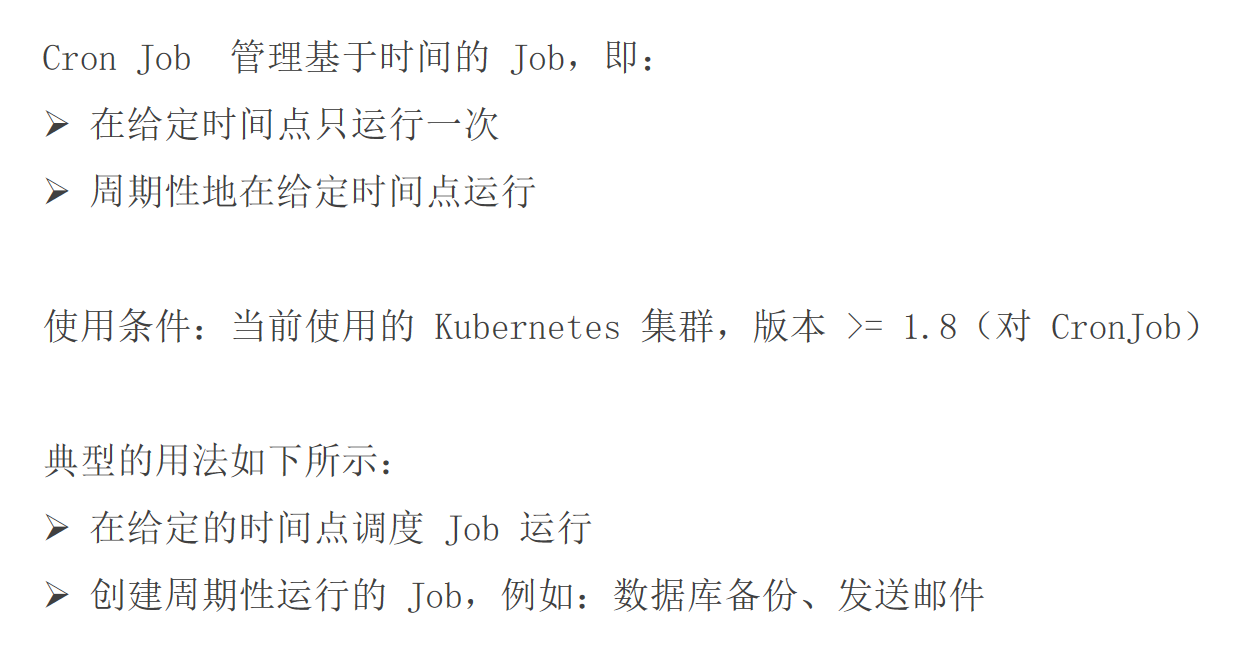 Cron Job 管理基于时间的 Job，即：
➢ 在给定时间点只运行一次
➢ 周期性地在给定时间点运行
使用条件：当前使用的 Kubernetes 集群，版本 >= 1.8（对 CronJob）
典型的用法如下所示：
➢ 在给定的时间点调度 Job 运行
➢ 创建周期性运行的 Job，例如：数据库备份、发送邮件